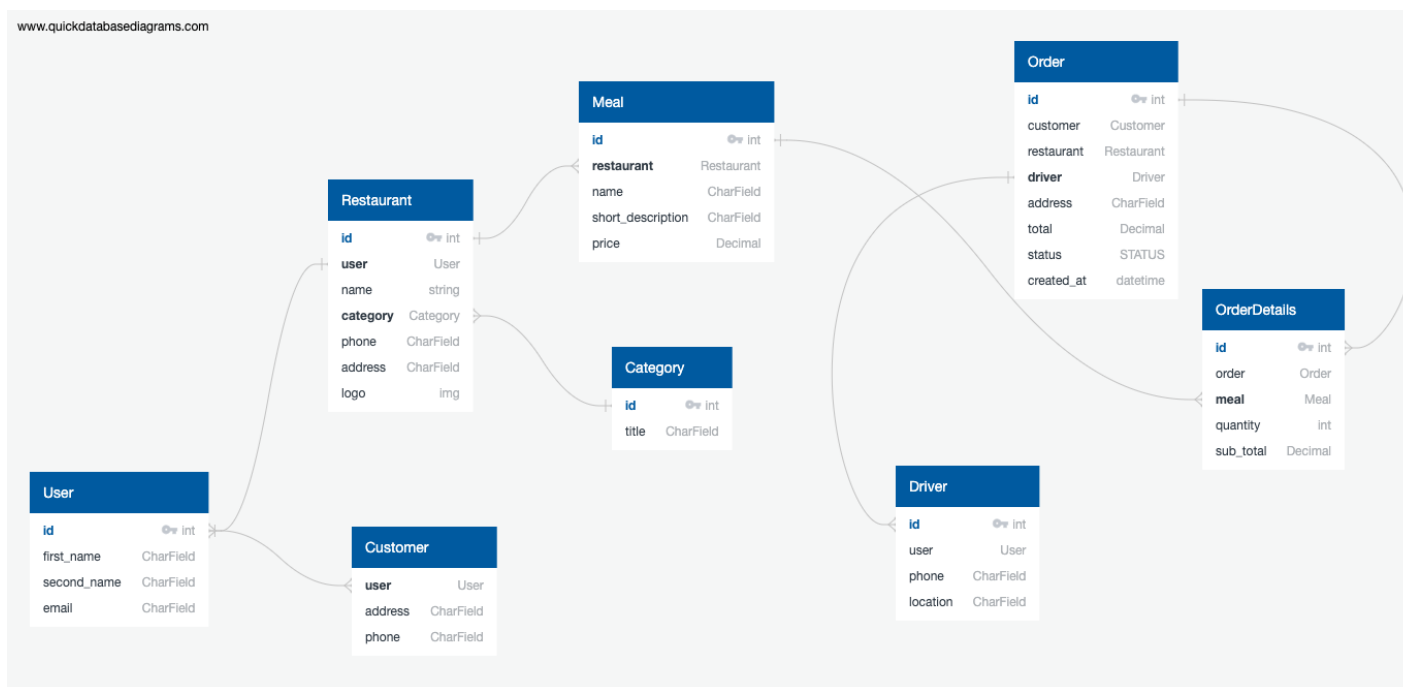 www.quickdatabasediagrams.com
Order
id int
customer Customer
restaurant Restaurant
driver Driver
address CharField
total Decimal
status STATUS
created_at datetime
Meal
id int
restaurant Restaurant
name CharField
short_description CharField
price Decimal
Restaurant
id int
user User
name string
category Category
phone CharField
address CharField
logo img
OrderDetails
id int
order Order
meal Meal
quantity int
sub_total Decimal
Category
id int
title CharField
User
id int
first_name CharField
second_name CharField
email CharField
Customer
user User
address CharField
phone CharField
Driver
id int
user User
phone CharField
location CharField